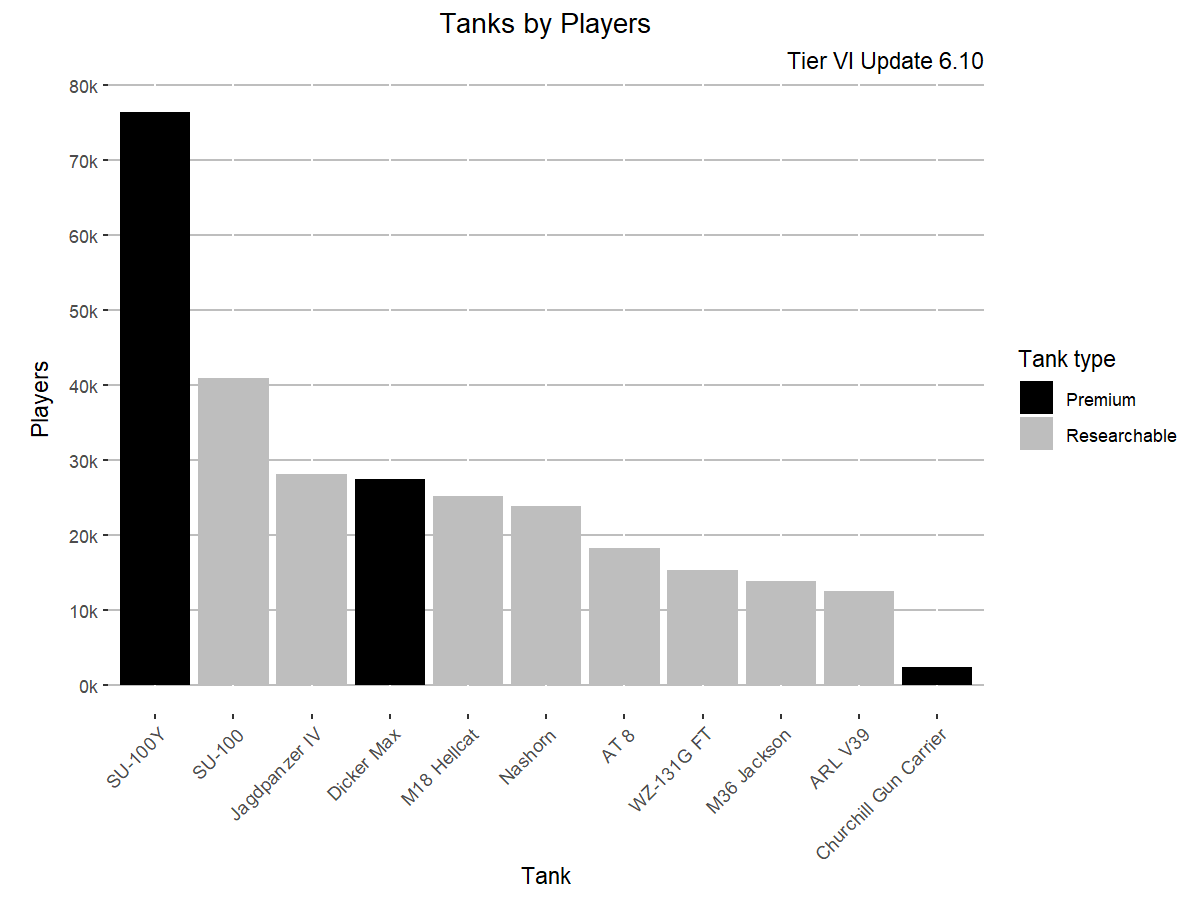 Tanks by Players
Tier VI Update 6.10
80k
70k
60k
50k
40k
30k
20k
10k
0k
Players
SU-100Y
SU-100
Jagdpanzer IV
Dicker Max
M18 Hellcat
Nashorn
AT 8
WZ-131G FT
M36 Jackson
ARL V39
Churchill Gun Carrier
Tank
Tank type
Premium
Researchable